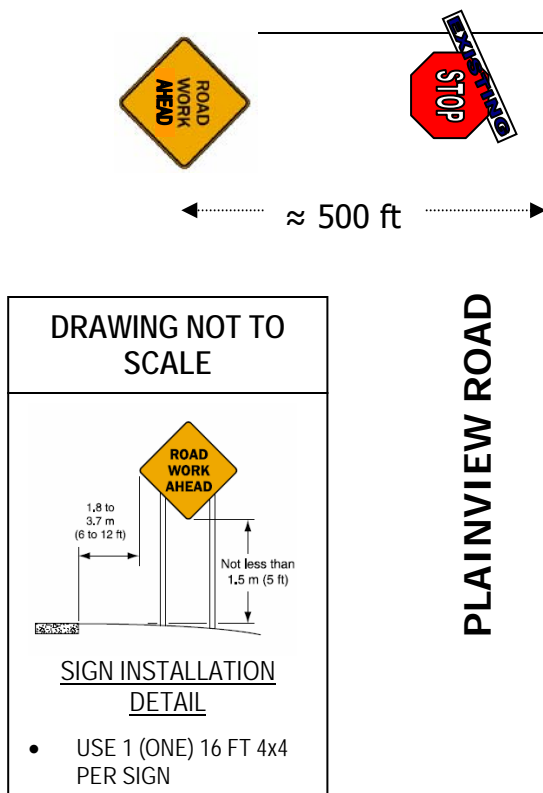 ROAD
WORK
AHEAD
EXISTING
STOP
≈ 500 ft
DRAWING NOT TO
SCALE
ROAD
WORK
AHEAD
1.8 to
3.7 m
(6 to 12 ft)
Not less than
1.5 m (5 ft)
SIGN INSTALLATION
DETAIL
• USE 1 (ONE) 16 FT 4x4
PER SIGN
PLAINVIEW ROAD